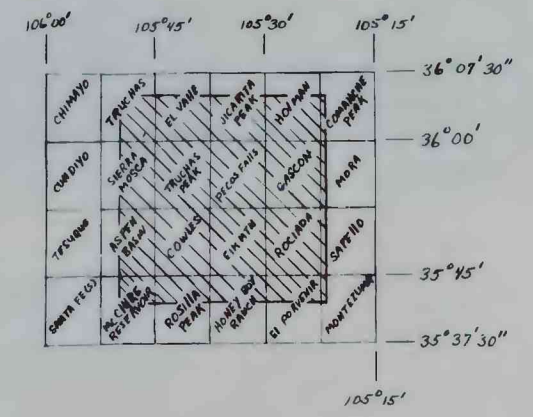 106° 00' 105° 45' 105° 30' 105° 15'
36° 07' 30"
CHIMAYO TRUCHAS EL VALLE JICARITA PEAK HOLMAN COMANCHE PEAK
36° 00'
CUNDIYO SIERRA MOSCA TRUCHAS PEAK PECOS FALLS GASCON MORA
TESUQUE ASPEN BASIN COWLES ELK MTN ROCIADA SAPELLO
35° 45'
SANTA FE(S) MCCLURE RESERVOIR ROSILLA PEAK HONEY BOY RANCH El PORVENIR MONTEZUMA
35° 37' 30"
105° 15'